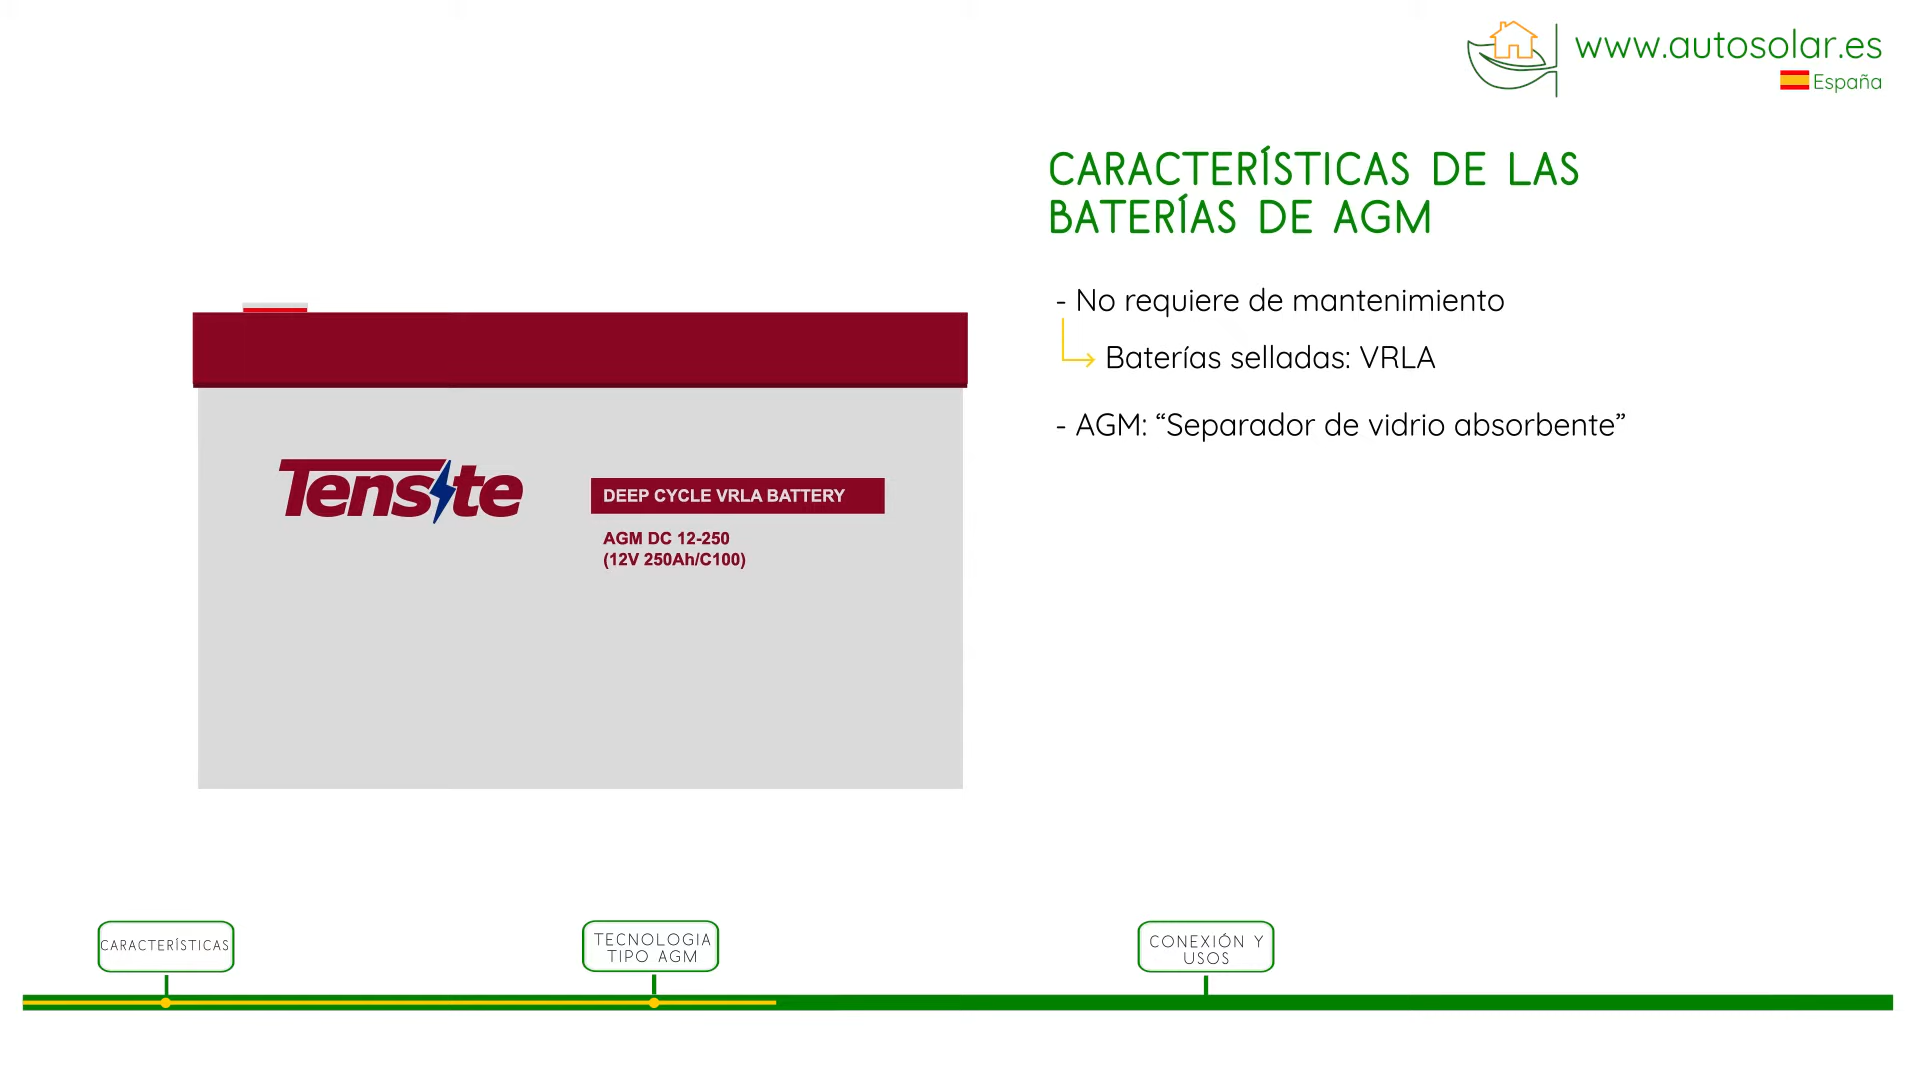 www.autosolar.es
España
CARACTERÍSTICAS DE LAS
BATERÍAS DE AGM
- No requiere de mantenimiento
Baterías selladas: VRLA
- AGM: “Separador de vidrio absorbente”
Tensite
DEEP CYCLE VRLA BATTERY
AGM DC 12-250
(12V 250Ah/C100)
CARACTERÍSTICAS
TECNOLOGIA
TIPO AGM
CONEXIÓN Y
USOS